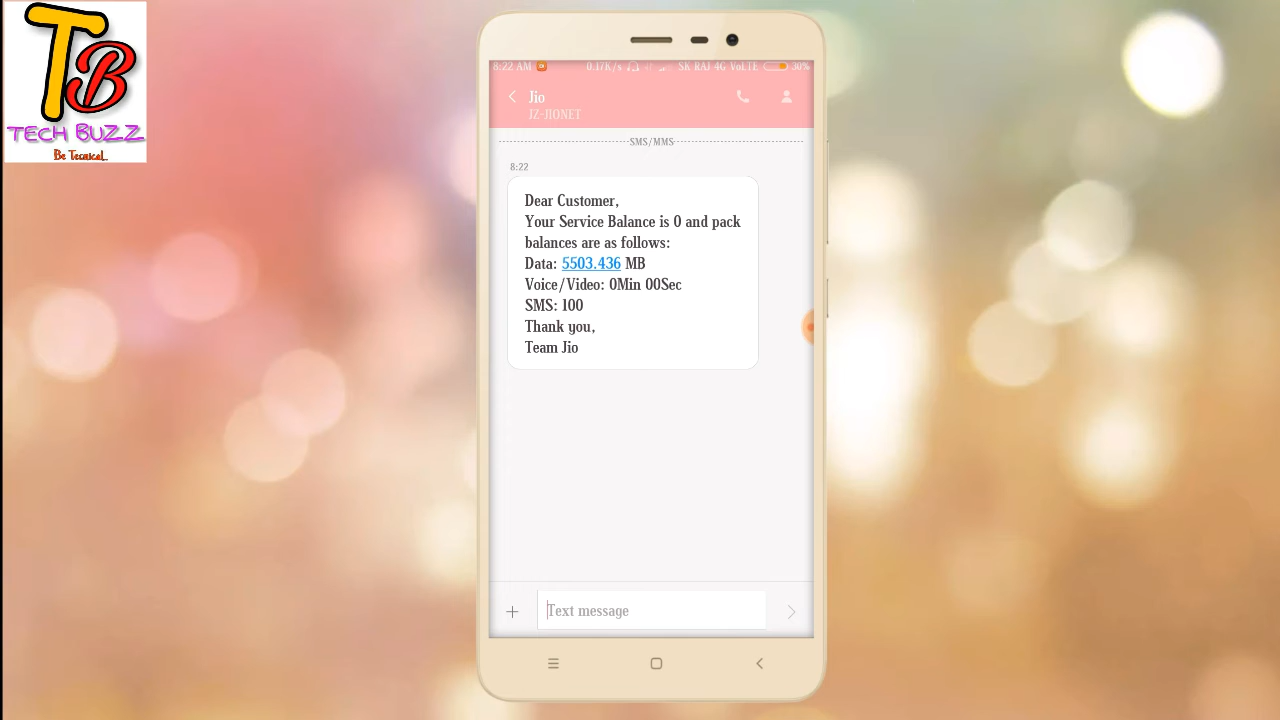 TB
TECH BUZZ
Be Tecnical..
8:22 AM 0.17K/s SK RAJ 4G VoLTE 30%
Jio
JZ-JIONET
SMS/MMS
8:22
Dear Customer,
Your Service Balance is 0 and pack
balances are as follows:
Data: 5503.436 MB
Voice/Video: 0Min 00Sec
SMS: 100
Thank you,
Team Jio
Text message